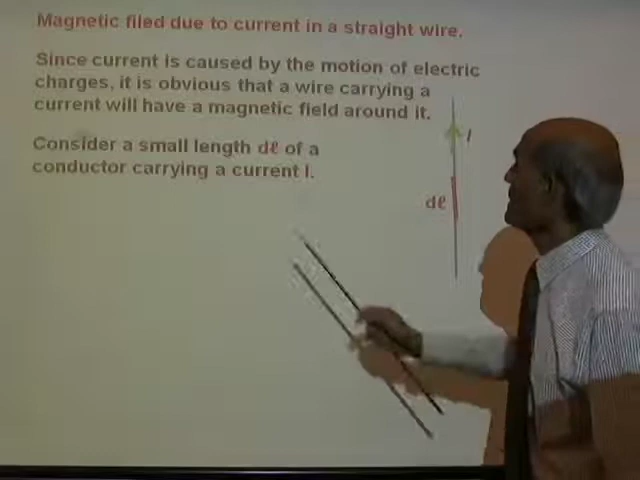 Magnetic filed due to current in a straight wire.
Since current is caused by the motion of electric
charges, it is obvious that a wire carrying a
current will have a magnetic field around it.
Consider a small length dℓ of a
conductor carrying a current I.
I
dℓ